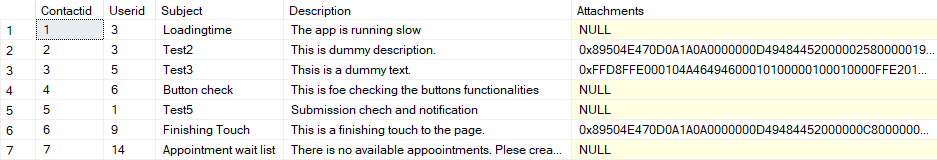 Contactid Userid Subject Description Attachments
1 1 3 Loadingtime The app is running slow NULL
2 2 3 Test2 This is dummy description. 0x89504E470D0A1A0A0000000D49484452000002580000019...
3 3 5 Test3 Thsis is a dummy text. 0xFFD8FFE000104A46494600010100000100010000FFE201...
4 4 6 Button check This is foe checking the buttons functionalities NULL
5 5 1 Test5 Submission chech and notification NULL
6 6 9 Finishing Touch This is a finishing touch to the page. 0x89504E470D0A1A0A0000000D49484452000000C8000000...
7 7 14 Appointment wait list There is no available appoointments. Plese crea... NULL